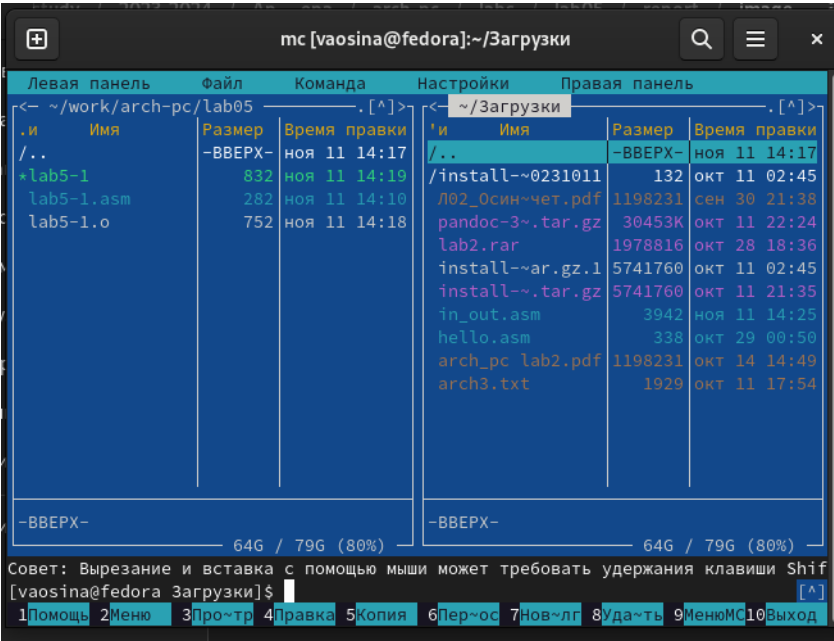 mc [vaosina@fedora]:~/Загрузки
Левая панель Файл Команда Настройки Правая панель
<— ~/work/arch-pc/lab05 .[^]> <— ~/Загрузки .[^]>
.и Имя Размер Время правки 'и Имя Размер Время правки
/.. -ВВЕРХ- ноя 11 14:17 /.. -ВВЕРХ- ноя 11 14:17
*lab5-1 832 ноя 11 14:19 /install-~0231011 132 окт 11 02:45
lab5-1.asm 282 ноя 11 14:10 Л02_Осин~чет.pdf 1198231 сен 30 21:38
lab5-1.o 752 ноя 11 14:18 pandoc-3~.tar.gz 30453K окт 11 22:24
lab2.rar 1978816 окт 28 18:36
install-~ar.gz.1 5741760 окт 11 02:45
install-~.tar.gz 5741760 окт 11 21:35
in_out.asm 3942 ноя 11 14:25
hello.asm 338 окт 29 00:50
arch_pc lab2.pdf 1198231 окт 14 14:49
arch3.txt 1929 окт 11 17:54
-ВВЕРХ- -ВВЕРХ-
64G / 79G (80%) 64G / 79G (80%)
Совет: Вырезание и вставка с помощью мыши может требовать удержания клавиши Shif
[vaosina@fedora Загрузки]$ [^]
1Помощь 2Меню 3Про~тр 4Правка 5Копия 6Пер~ос 7Нов~лг 8Уда~ть 9МенюMC 10Выход